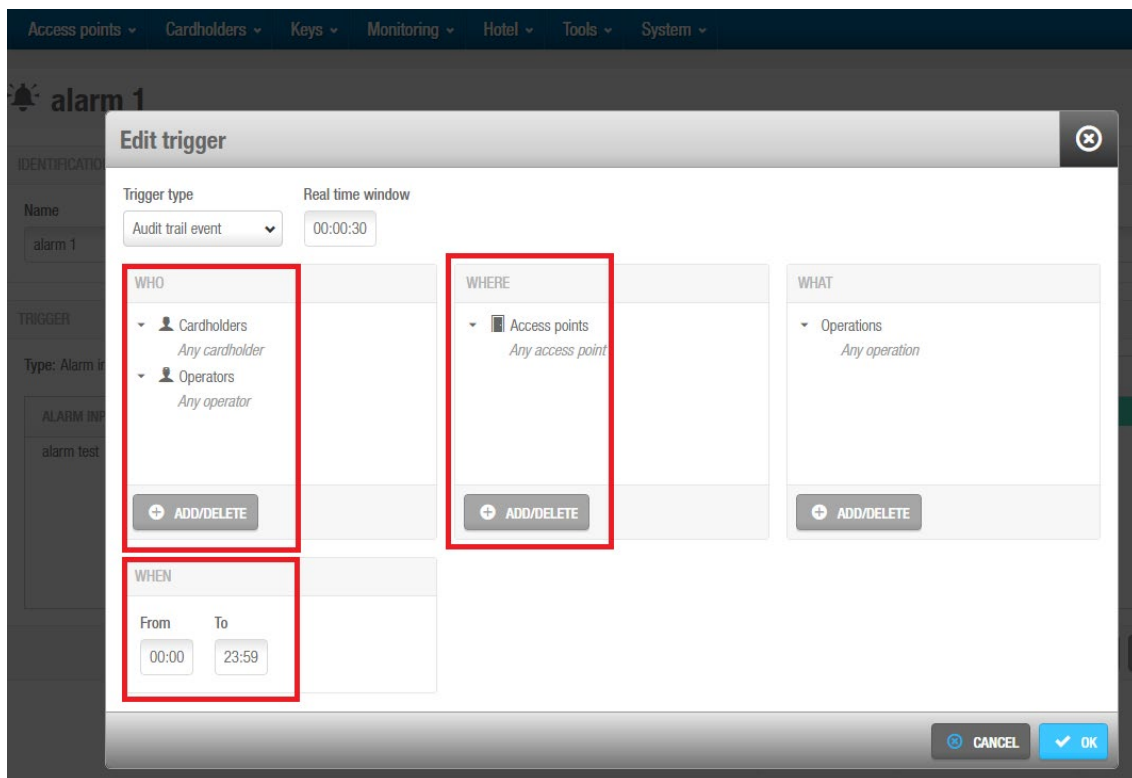 Access points Cardholders Keys Monitoring Hotel Tools System
alarm 1
Edit trigger
IDENTIFICATIO
Name
alarm 1
Trigger type Real time window
Audit trail event 00:00:30
TRIGGER
Type: Alarm in
ALARM INP
alarm test
WHO
Cardholders
Any cardholder
Operators
Any operator
ADD/DELETE
WHERE
Access points
Any access point
ADD/DELETE
WHAT
Operations
Any operation
ADD/DELETE
WHEN
From To
00:00 23:59
CANCEL OK